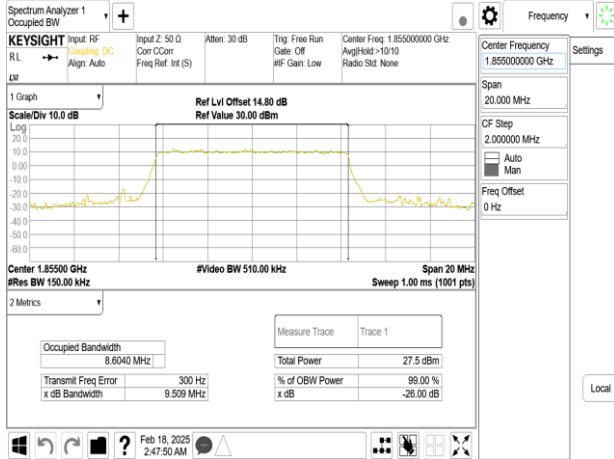 Spectrum Analyzer 1
Occupied BW
Frequency
KEYSIGHT
RL
Input: RF
Coupling: DC
Align: Auto
Input Z: 50 Ω
Corr CCorr
Freq Ref: Int (S)
Atten: 30 dB
Trig: Free Run
Gate: Off
#IF Gain: Low
Center Freq: 1.855000000 GHz
Avg|Hold:>10/10
Radio Std: None
Center Frequency
1.855000000 GHz
Settings
Span
20.000 MHz
CF Step
2.000000 MHz
Auto
Man
Freq Offset
0 Hz
1 Graph
Scale/Div 10.0 dB
Ref Lvl Offset 14.80 dB
Ref Value 30.00 dBm
Log
20.0
10.0
0.00
-10.0
-20.0
-30.0
-40.0
-50.0
-60.0
Center 1.85500 GHz
#Res BW 150.00 kHz
#Video BW 510.00 kHz
Span 20 MHz
Sweep 1.00 ms (1001 pts)
2 Metrics
Measure Trace Trace 1
Occupied Bandwidth
8.6040 MHz
Total Power 27.5 dBm
Transmit Freq Error 300 Hz
% of OBW Power 99.00 %
x dB Bandwidth 9.509 MHz
x dB -26.00 dB
Local
?
Feb 18, 2025
2:47:50 AM